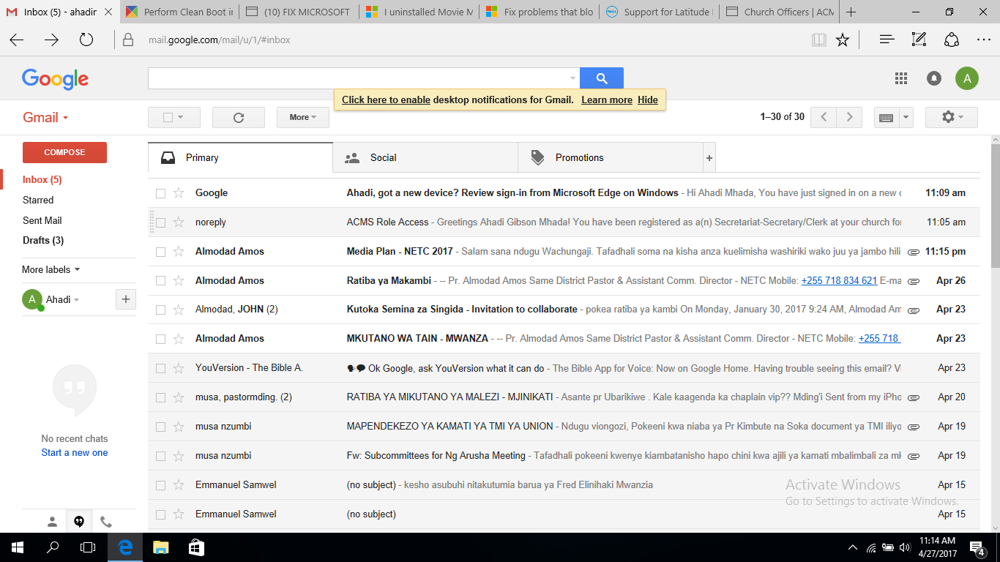 Inbox (5) - ahadin
Perform Clean Boot in
(10) FIX MICROSOFT
I uninstalled Movie M
Fix problems that blo
Support for Latitude
Church Officers | ACM
mail.google.com/mail/u/1/#inbox
Google
A
Click here to enable desktop notifications for Gmail. Learn more Hide
Gmail
More
1–30 of 30
COMPOSE
Primary
Social
Promotions
+
Inbox (5)
Starred
Sent Mail
Drafts (3)
More labels
A Ahadi
+
No recent chats
Start a new one
Google Ahadi, got a new device? Review sign-in from Microsoft Edge on Windows - Hi Ahadi Mhada, You have just signed in on a new 11:09 am
noreply ACMS Role Access - Greetings Ahadi Gibson Mhada! You have been registered as a(n) Secretariat-Secretary/Clerk at your church for 11:05 am
Almodad Amos Media Plan - NETC 2017 - Salam sana ndugu Wachungaji. Tafadhali soma na kisha anza kuelimisha washiriki wako juu ya jambo hili 11:15 pm
Almodad Amos Ratiba ya Makambi - -- Pr. Almodad Amos Same District Pastor & Assistant Comm. Director - NETC Mobile: +255 718 834 621 E-ma Apr 26
Almodad, JOHN (2) Kutoka Semina za Singida - Invitation to collaborate - pokea ratiba ya kambi On Monday, January 30, 2017 9:24 AM, Almodad Am Apr 23
Almodad Amos MKUTANO WA TAIN - MWANZA - -- Pr. Almodad Amos Same District Pastor & Assistant Comm. Director - NETC Mobile: +255 718 Apr 23
YouVersion - The Bible A. 🗣💬 Ok Google, ask YouVersion what it can do - The Bible App for Voice: Now on Google Home. Having trouble seeing this email? Vi Apr 23
musa, pastormding. (2) RATIBA YA MIKUTANO YA MALEZI - MJINIKATI - Asante pr Ubarikiwe . Kale kaagenda ka chaplain vip?? Mding'i Sent from my iPho Apr 20
musa nzumbi MAPENDEKEZO YA KAMATI YA TMI YA UNION - Ndugu viongozi, Pokeeni kwa niaba ya Pr Kimbute na Soka document ya TMI iliyo Apr 19
musa nzumbi Fw: Subcommittees for Ng Arusha Meeting - Tafadhali pokeeni kwenye kiambatanisho hapo chini kwa ajili ya kamati mbalimbali za mk Apr 19
Emmanuel Samwel (no subject) - kesho asubuhi nitakutumia barua ya Fred Elinihaki Mwanzia Apr 15
Emmanuel Samwel (no subject) Apr 15
Activate Windows
Go to Settings to activate Windows.
11:14 AM
4/27/2017
4